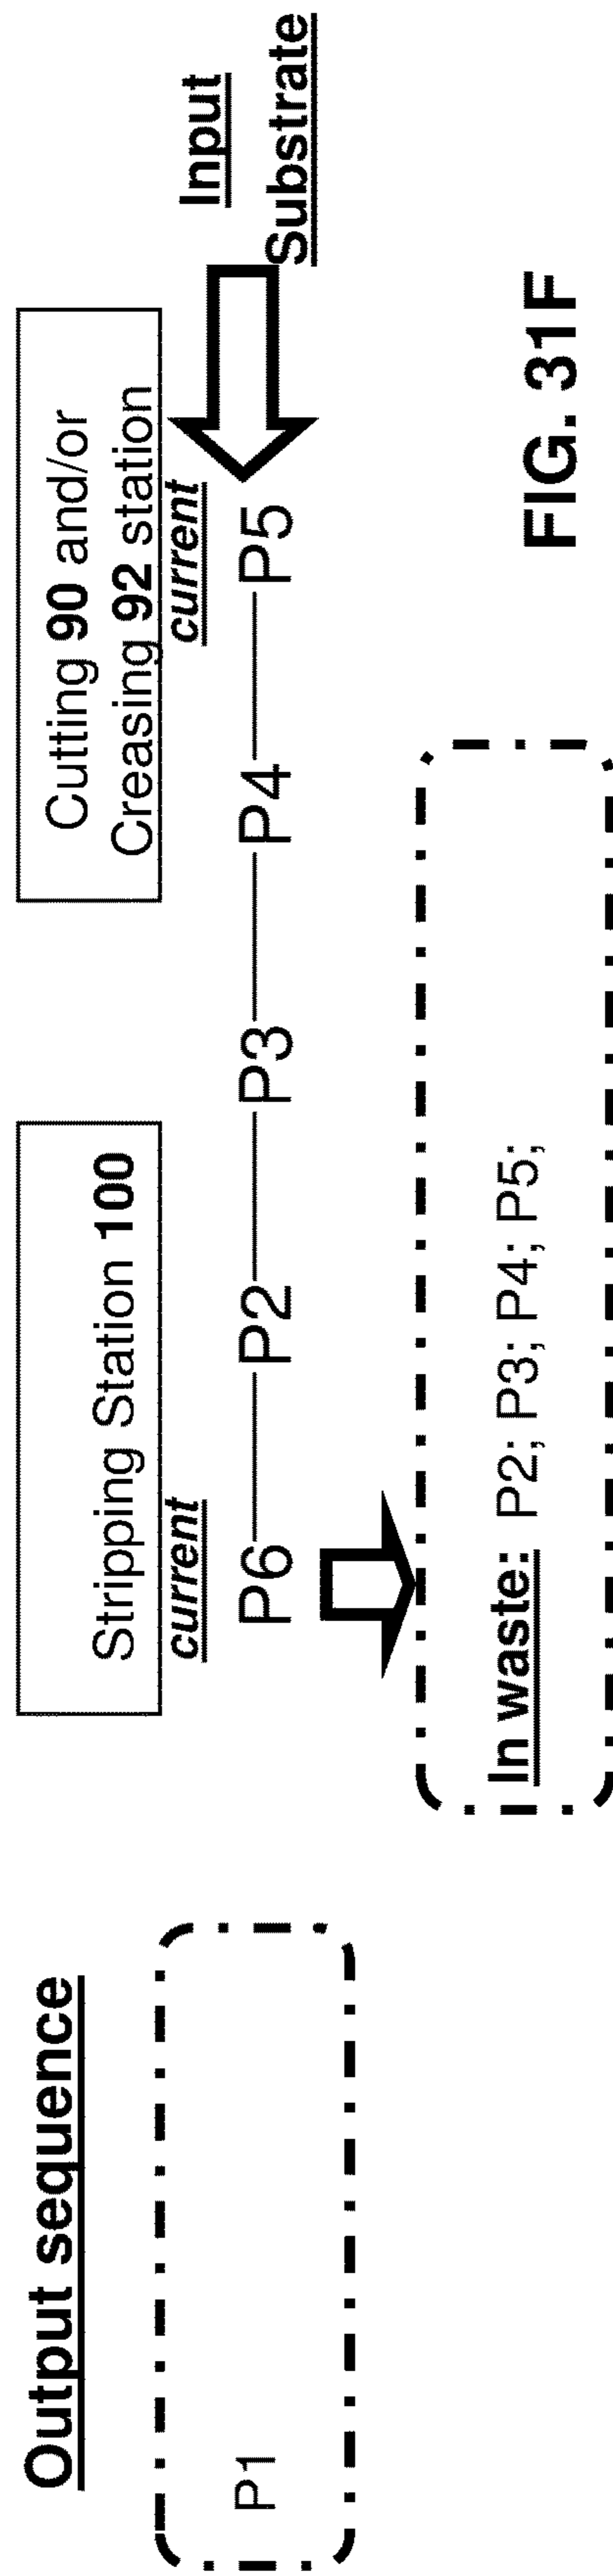 Output sequence
P1
Stripping Station 100
current
Cutting 90 and/or
Creasing 92 station
current
Input
Substrate
P6 P2 P3 P4 P5
In waste: P2; P3; P4; P5;
FIG. 31F